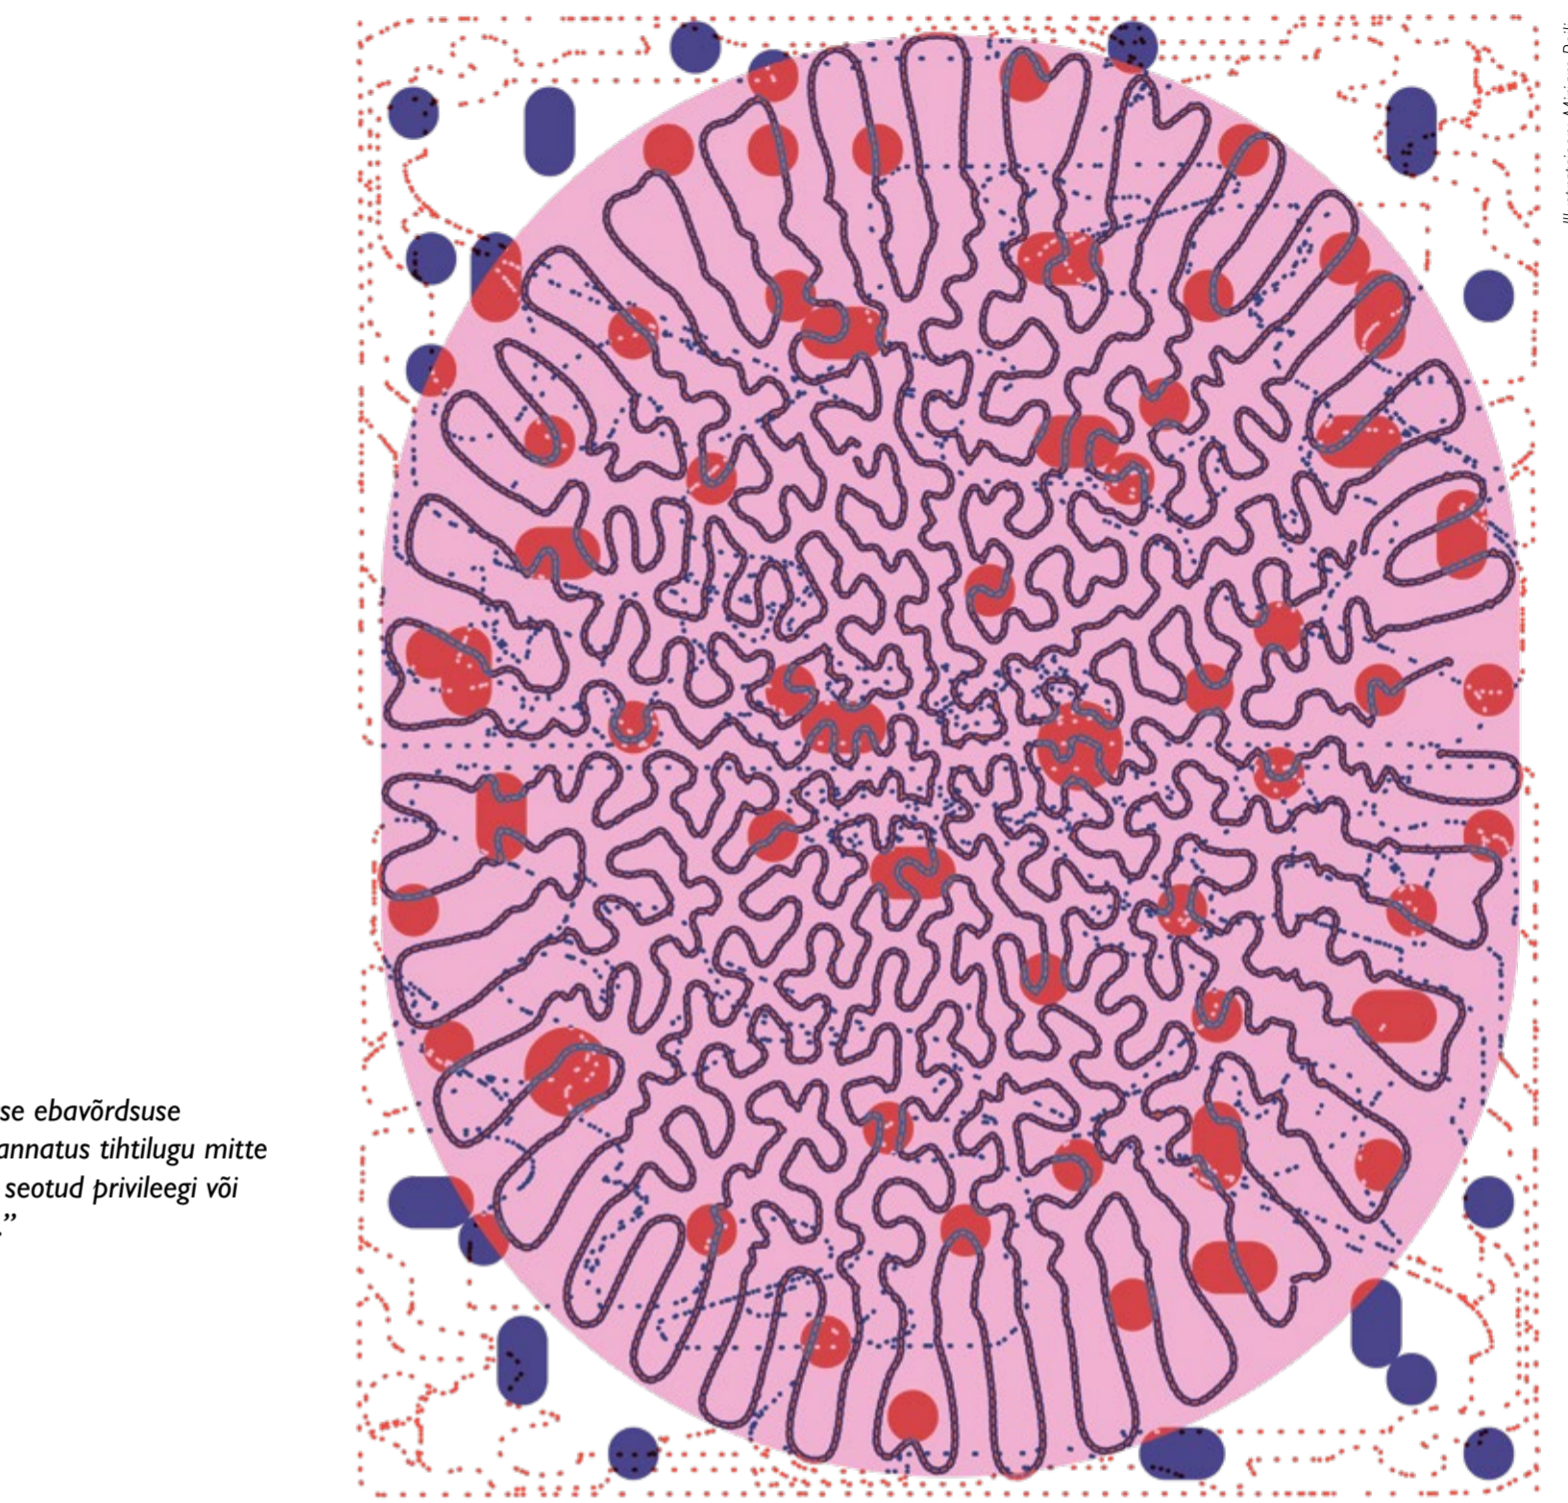 se ebavõrdsuse
annatus tihtilugu mitte
seotud privileegi või
.”